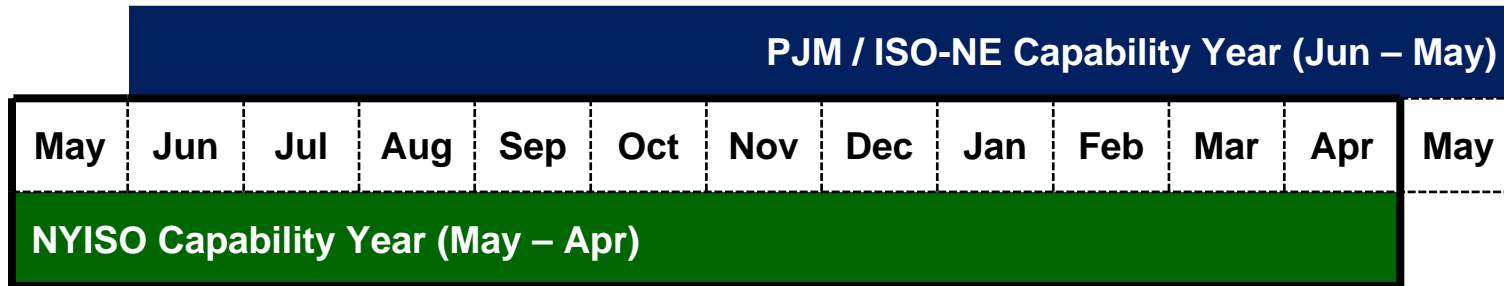 PJM / ISO-NE Capability Year (Jun – May)
May Jun Jul Aug Sep Oct Nov Dec Jan Feb Mar Apr May
NYISO Capability Year (May – Apr)